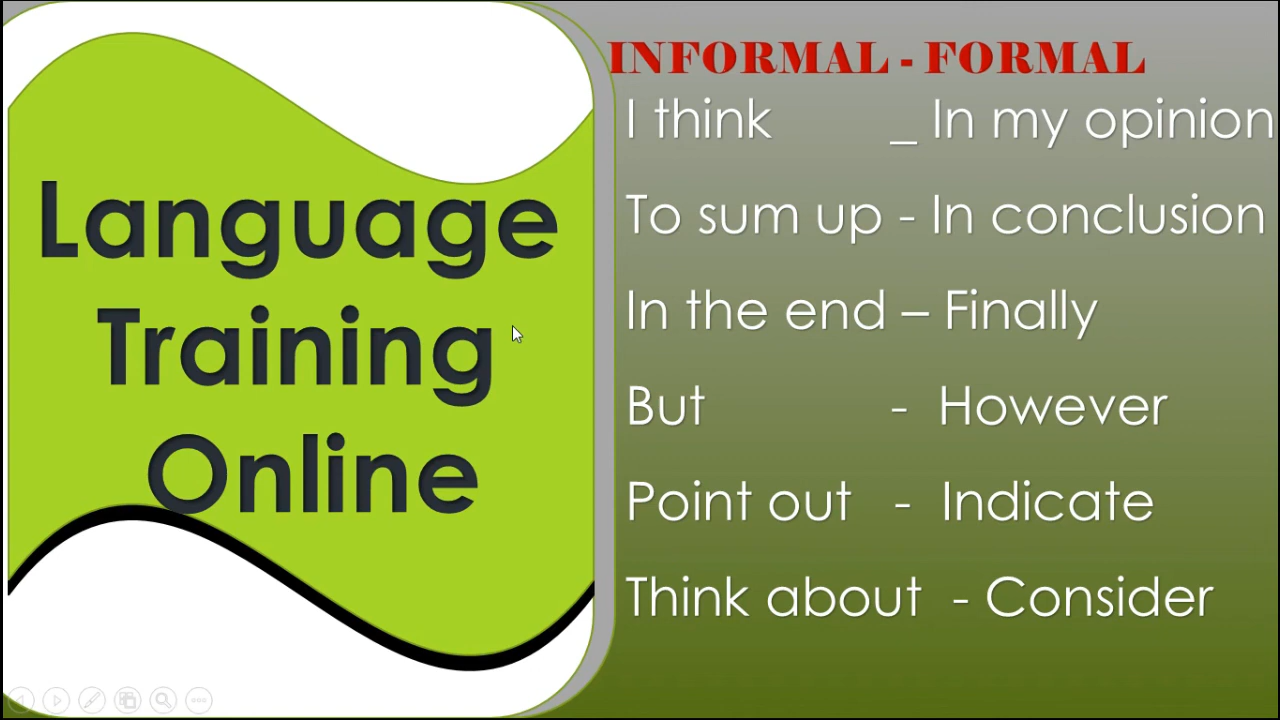 Language
Training
Online
INFORMAL - FORMAL
I think _ In my opinion
To sum up - In conclusion
In the end – Finally
But - However
Point out - Indicate
Think about - Consider